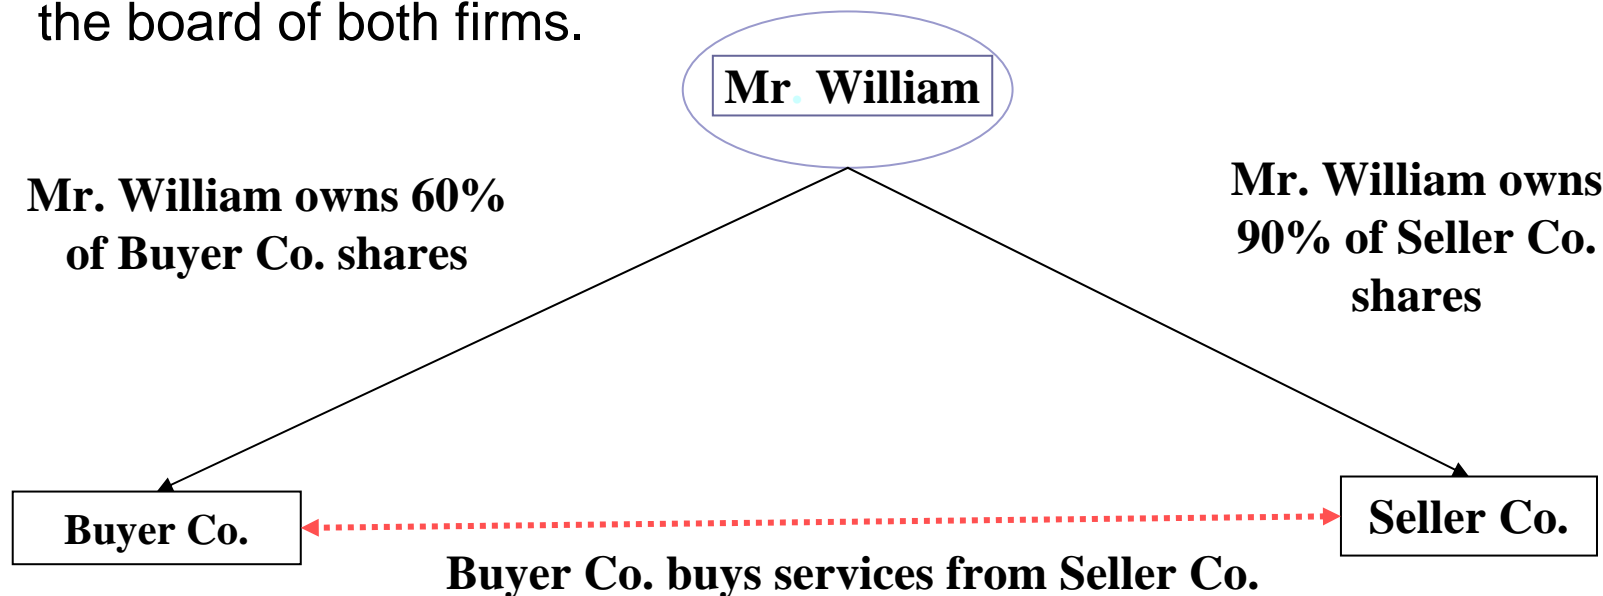 the board of both firms.
Mr. William
Mr. William owns 60%
of Buyer Co. shares
Mr. William owns
90% of Seller Co.
shares
Buyer Co.
Seller Co.
Buyer Co. buys services from Seller Co.